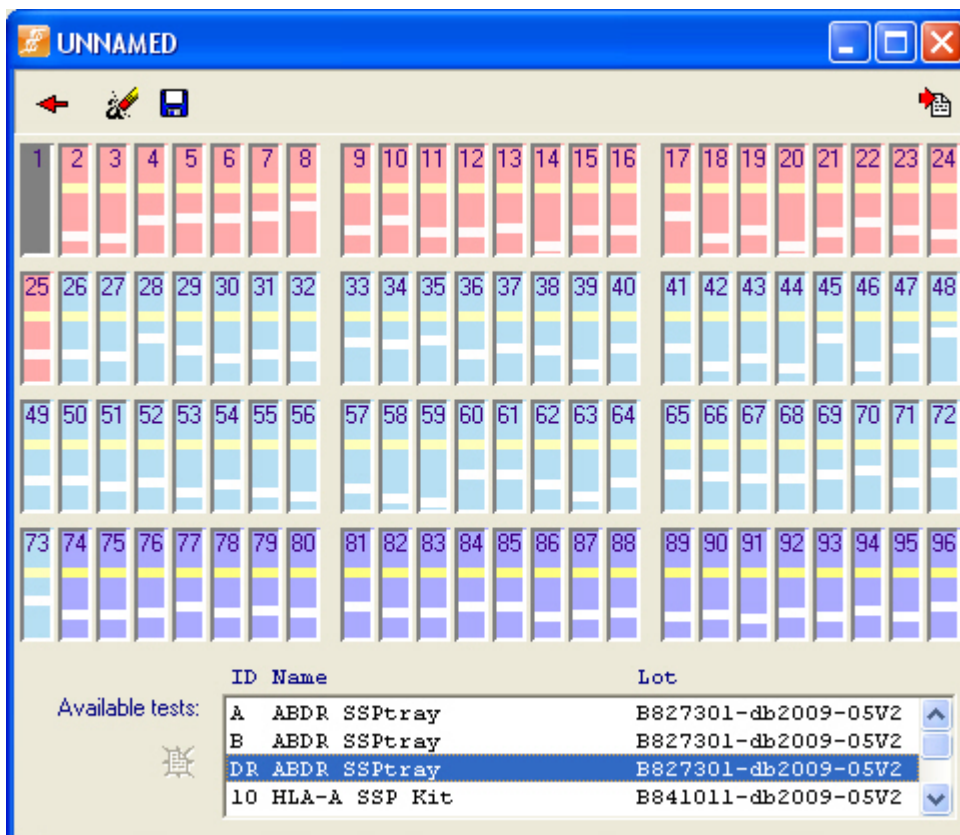 UNNAMED
1 2 3 4 5 6 7 8 9 10 11 12 13 14 15 16 17 18 19 20 21 22 23 24
25 26 27 28 29 30 31 32 33 34 35 36 37 38 39 40 41 42 43 44 45 46 47 48
49 50 51 52 53 54 55 56 57 58 59 60 61 62 63 64 65 66 67 68 69 70 71 72
73 74 75 76 77 78 79 80 81 82 83 84 85 86 87 88 89 90 91 92 93 94 95 96
ID Name Lot
Available tests:
A ABDR SSPtray B827301-db2009-05V2
B ABDR SSPtray B827301-db2009-05V2
DR ABDR SSPtray B827301-db2009-05V2
10 HLA-A SSP Kit B841011-db2009-05V2